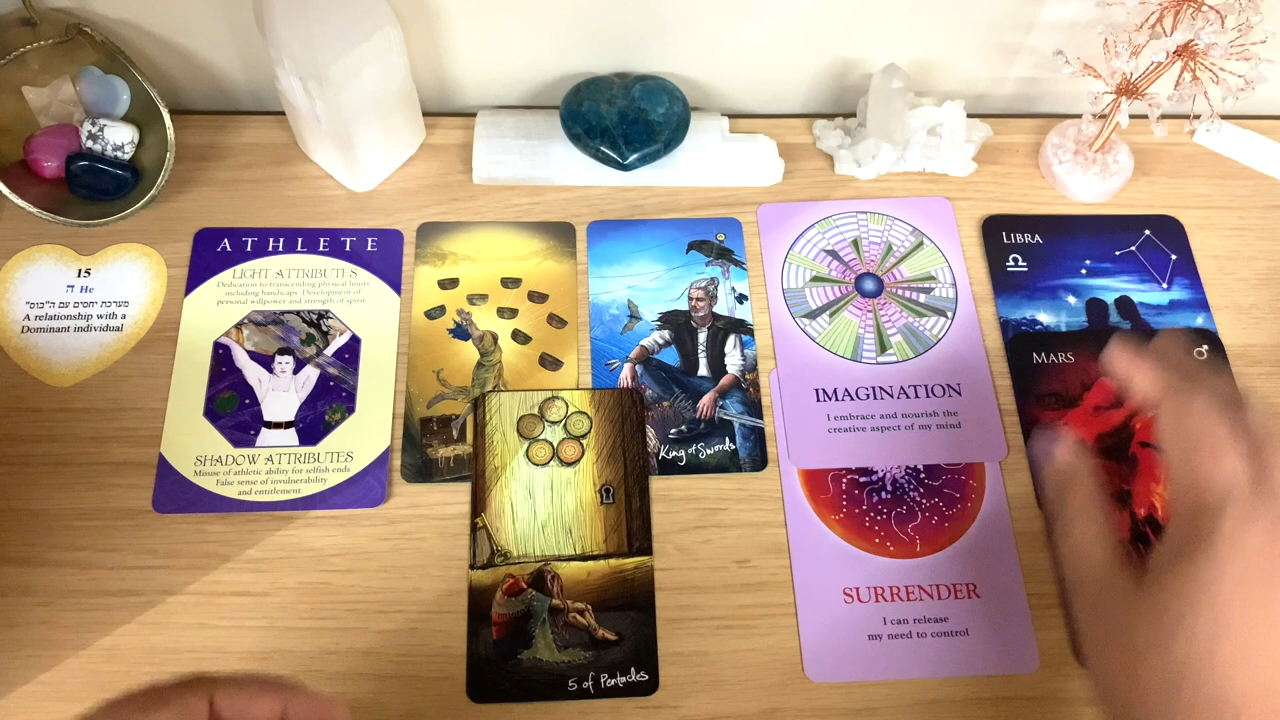 15
ה He
מערכת יחסים עם ה"בוס"
A relationship with a
Dominant individual
ATHLETE
LIGHT ATTRIBUTES
Dedication to transcending physical limits
including handicaps. Development of
personal willpower and strength of spirit.
SHADOW ATTRIBUTES
Misuse of athletic ability for selfish ends.
False sense of invulnerability
and entitlement.
King of Swords
5 of Pentacles
IMAGINATION
I embrace and nourish the
creative aspect of my mind
SURRENDER
I can release
my need to control
LIBRA
♎
MARS
♂